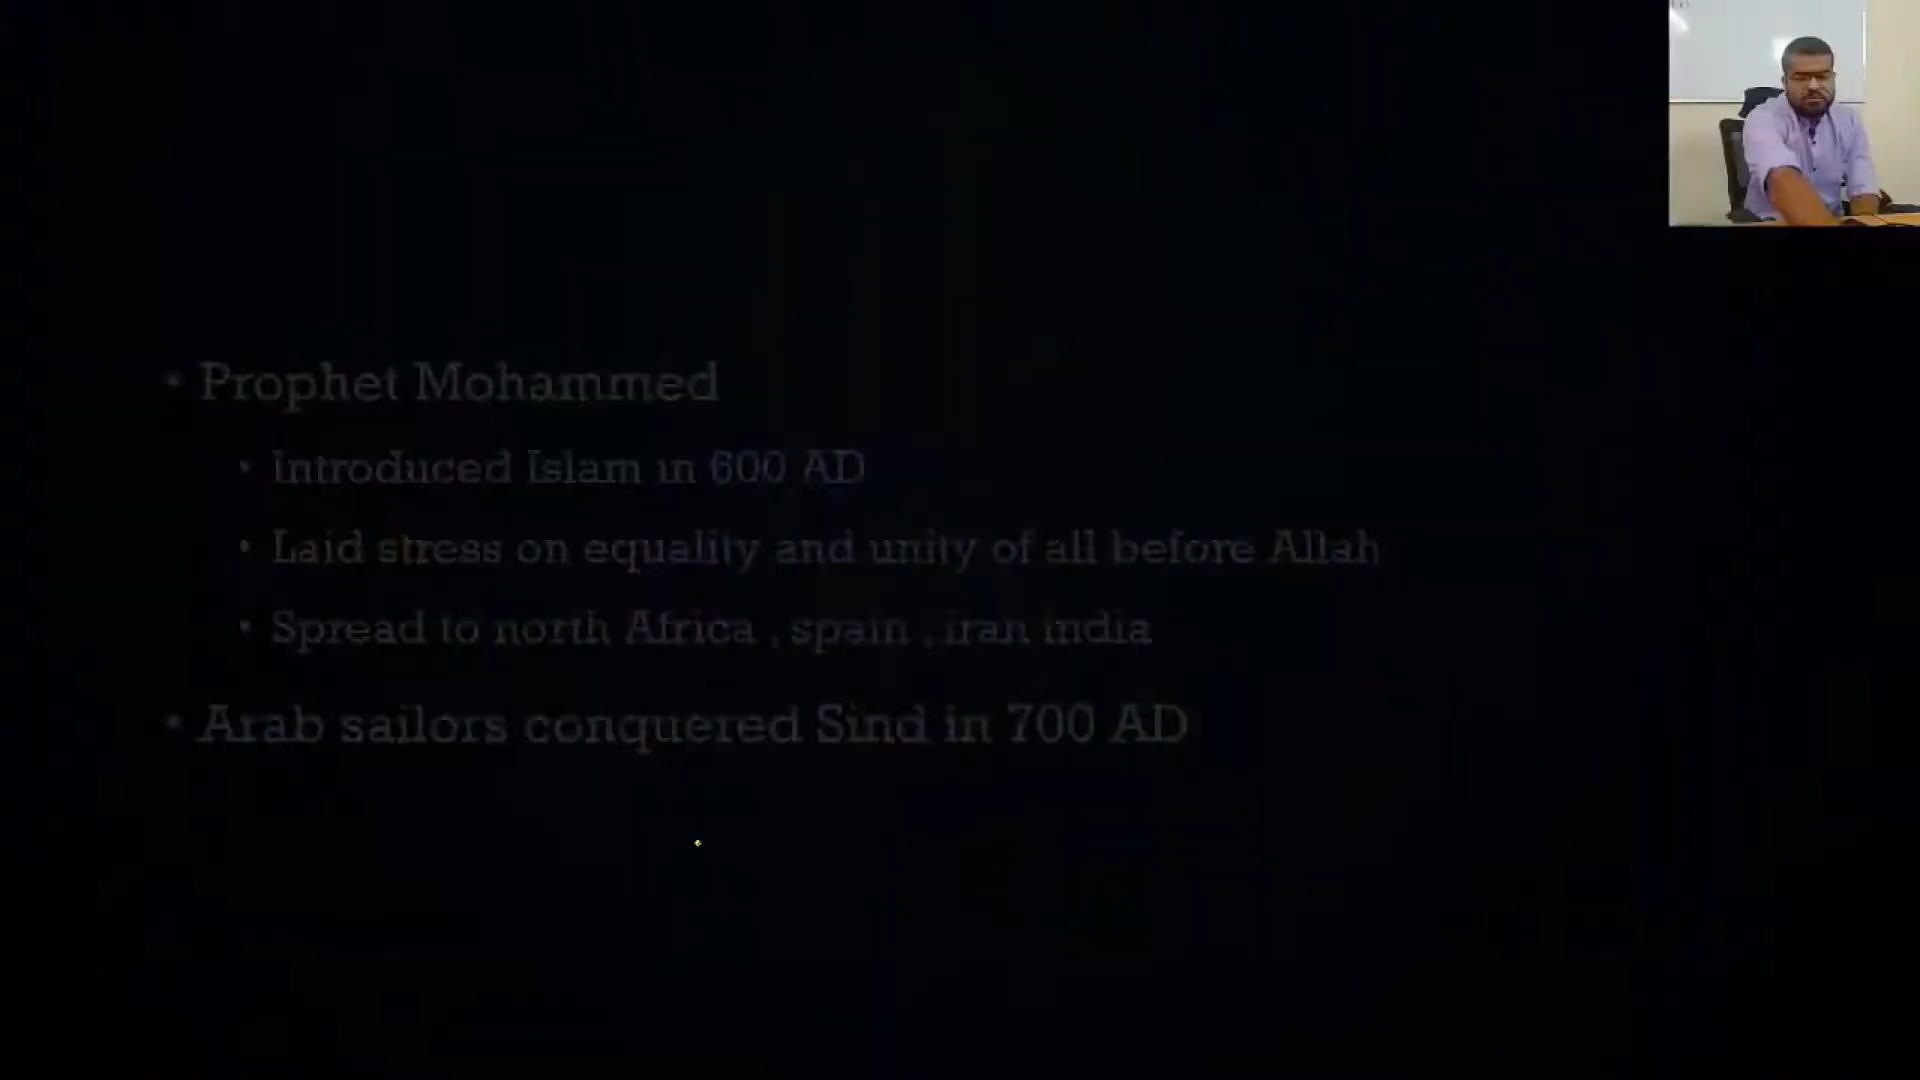 • Prophet Mohammed
• Introduced Islam in 600 AD
• Laid stress on equality and unity of all before Allah
• Spread to north Africa , spain , iran india
• Arab sailors conquered Sind in 700 AD